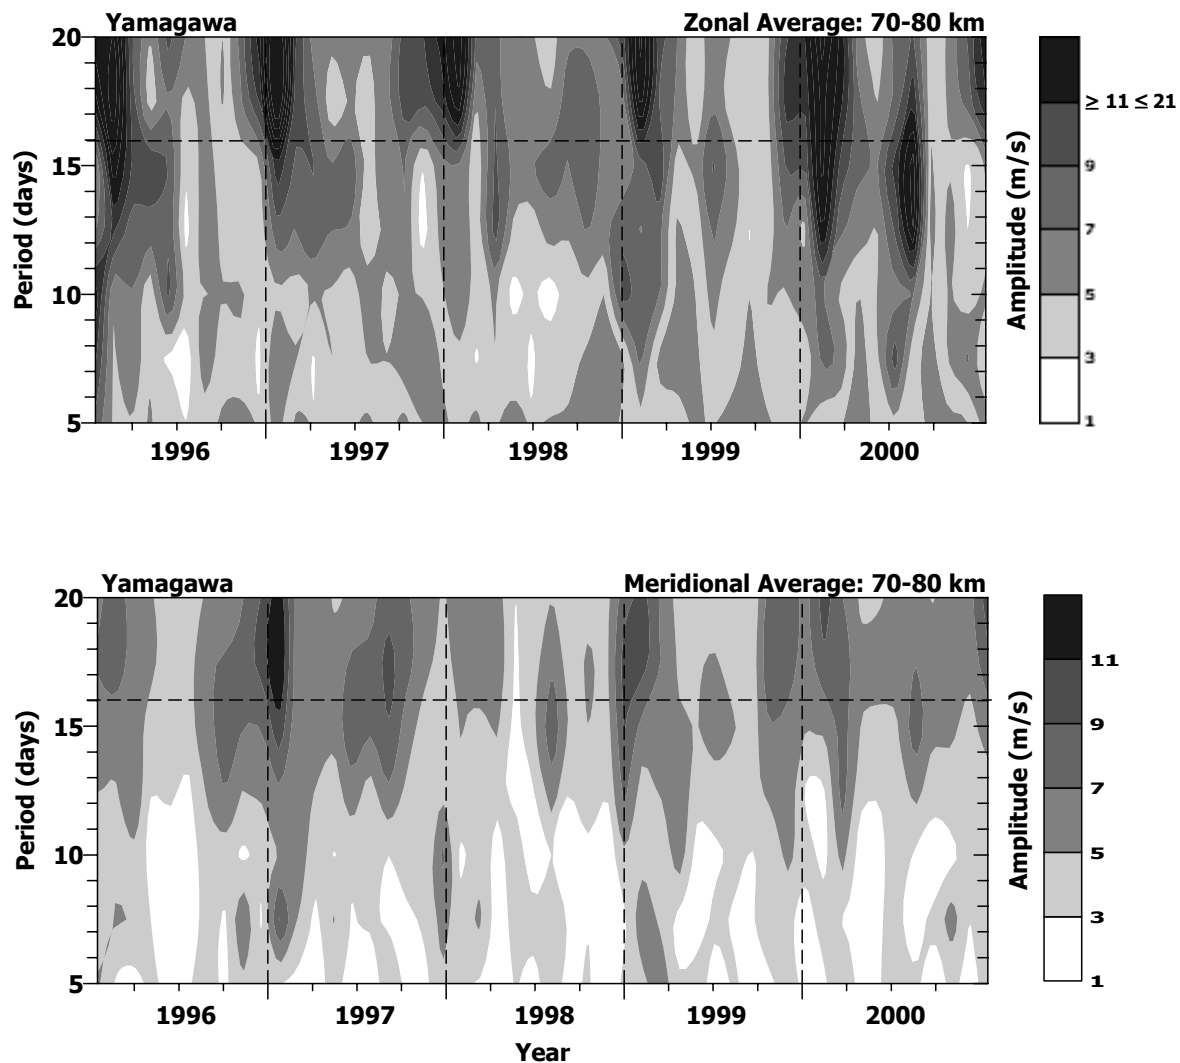 Yamagawa Zonal Average: 70-80 km
20
15
10
5
Period (days)
1996 1997 1998 1999 2000
≥ 11 ≤ 21
9
7
5
3
1
Amplitude (m/s)
Yamagawa Meridional Average: 70-80 km
20
15
10
5
Period (days)
1996 1997 1998 1999 2000
Year
11
9
7
5
3
1
Amplitude (m/s)